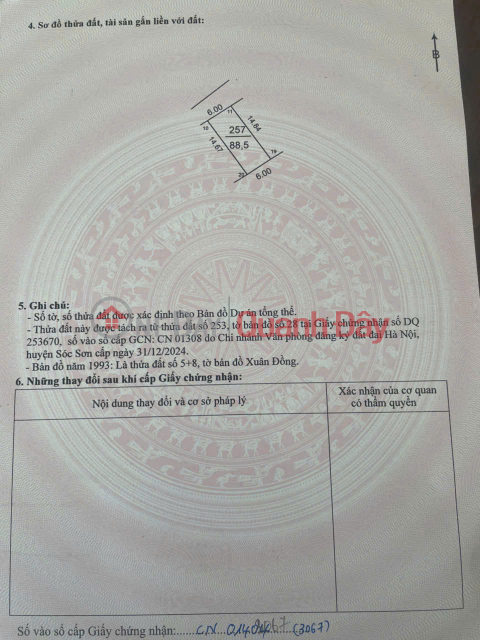 4. Sơ đồ thửa đất, tài sản gắn liền với đất:
B
6.00
14.64
257
88,5
14.67
6.00
5. Ghi chú:
- Số tờ, số thửa đất được xác định theo Bản đồ Dự án tổng thể.
- Thửa đất này được tách ra từ thửa đất số 253, tờ bản đồ số 28 tại Giấy chứng nhận số DQ
253670, số vào sổ cấp GCN: CN 01308 do Chi nhánh Văn phòng đăng ký đất đai Hà Nội,
huyện Sóc Sơn cấp ngày 31/12/2024.
- Bản đồ năm 1993: Là thửa đất số 5+8, tờ bản đồ Xuân Đồng.
6. Những thay đổi sau khi cấp Giấy chứng nhận:
Nội dung thay đổi và cơ sở pháp lý
Xác nhận của cơ quan
có thẩm quyền
Số vào sổ cấp Giấy chứng nhận:......CN (3067)